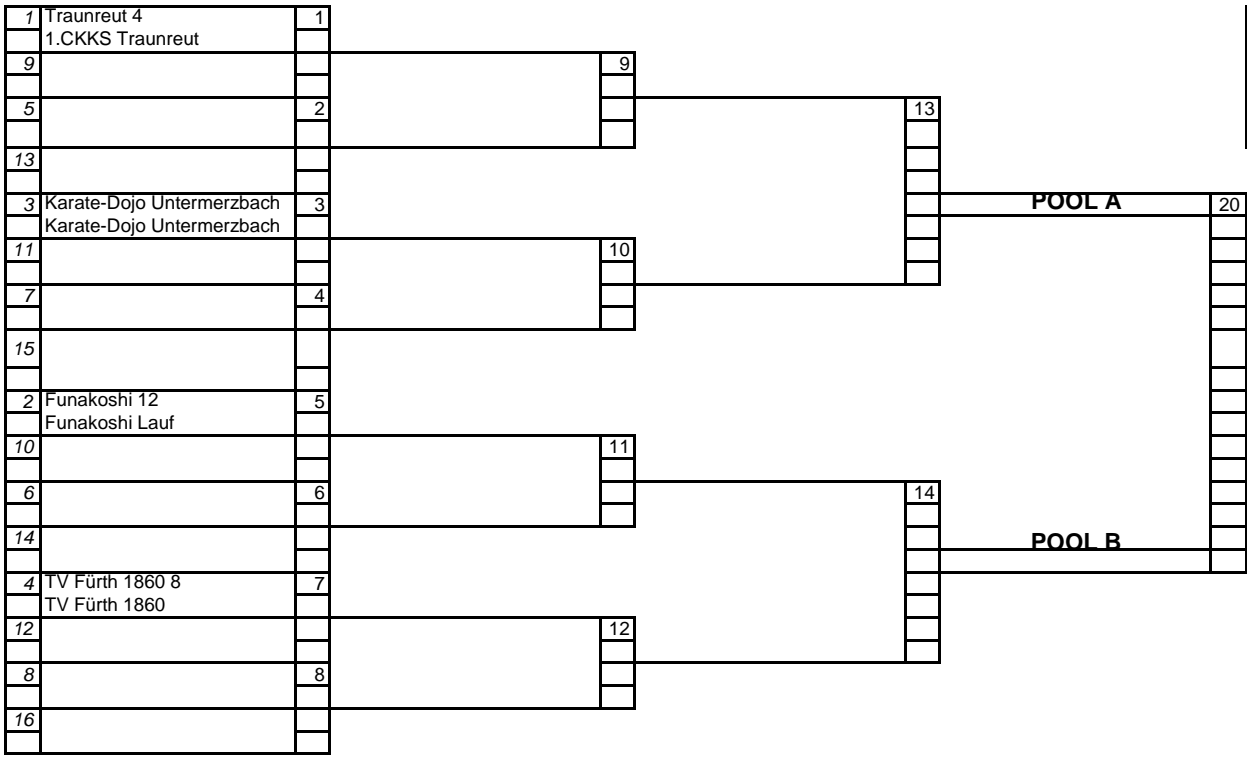 1 Traunreut 4 1
1.CKKS Traunreut
9 9
5 2 13
13
3 Karate-Dojo Untermerzbach 3 POOL A 20
Karate-Dojo Untermerzbach
11 10
7 4
15
2 Funakoshi 12 5
Funakoshi Lauf
10 11
6 6 14
14 POOL B
4 TV Fürth 1860 8 7
TV Fürth 1860
12 12
8 8
16